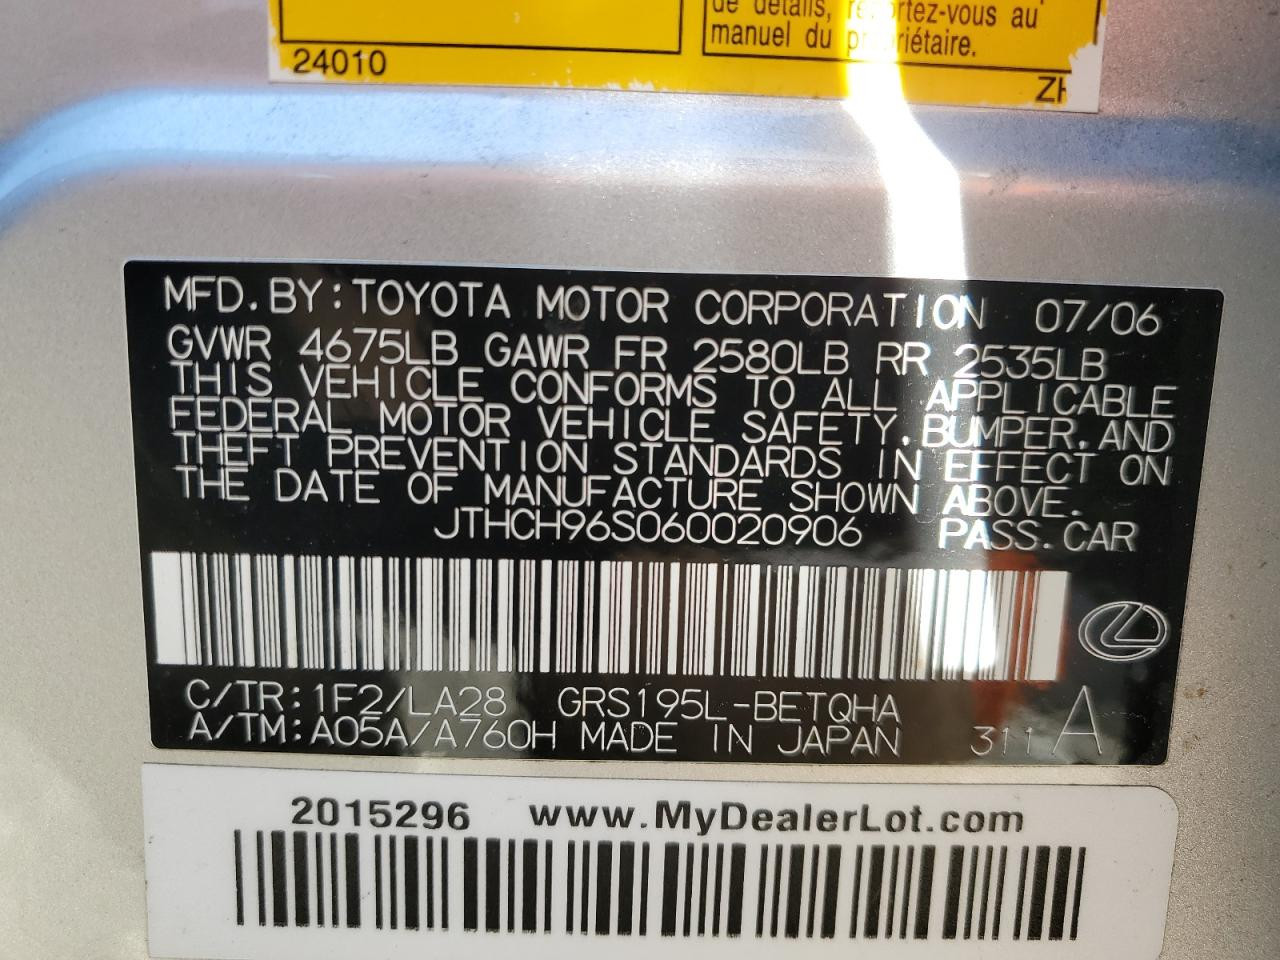 de détails, reportez-vous au
manuel du propriétaire.
24010
MFD. BY: TOYOTA MOTOR CORPORATION 07/06
GVWR 4675LB GAWR FR 2580LB RR 2535LB
THIS VEHICLE CONFORMS TO ALL APPLICABLE
FEDERAL MOTOR VEHICLE SAFETY, BUMPER, AND
THEFT PREVENTION STANDARDS IN EFFECT ON
THE DATE OF MANUFACTURE SHOWN ABOVE.
JTHCH96S060020906 PASS. CAR
C/TR: 1F2/LA28 GRS195L-BETQHA
A/TM: A05A/A760H MADE IN JAPAN 311 A
2015296 www.MyDealerLot.com